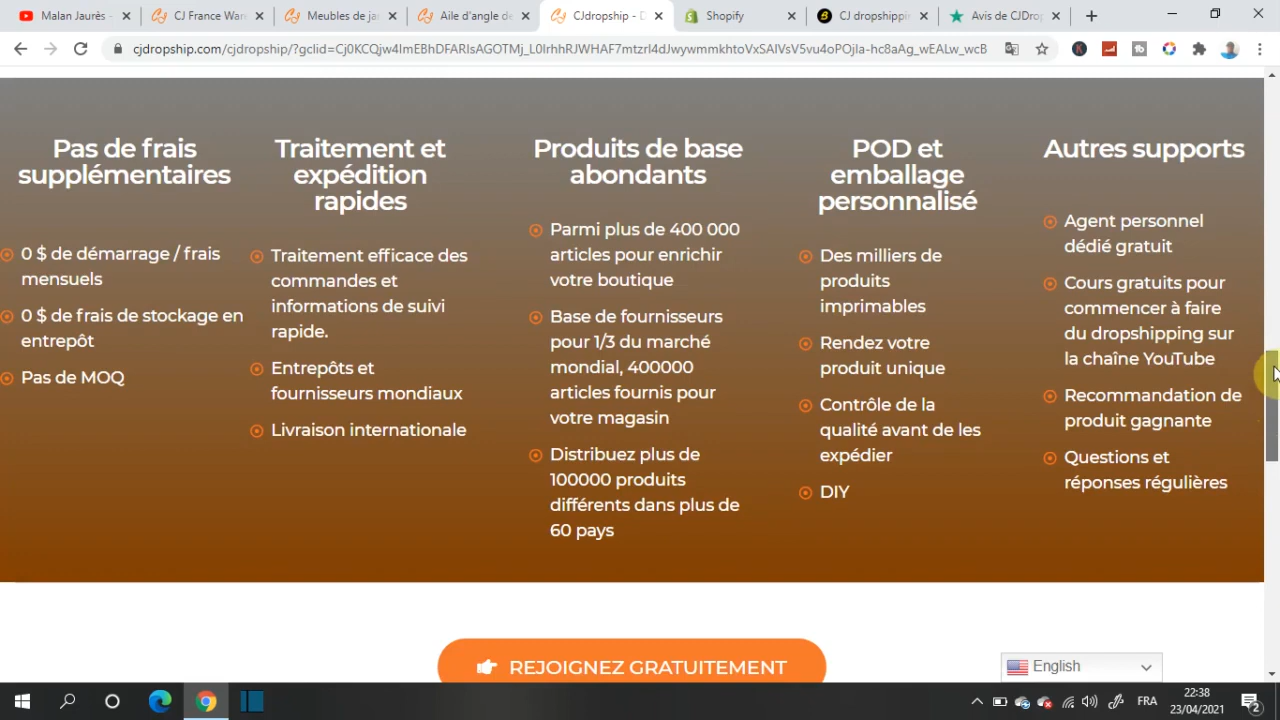 Malan Jaurès -
CJ France Ware
Meubles de jar
Aile d'angle de
CJdropship - D
Shopify
CJ dropshippi
Avis de CJDrop
cjdropship.com/cjdropship/?gclid=
Pas de frais
supplémentaires
0 $ de démarrage / frais
mensuels
0 $ de frais de stockage en
entrepôt
Pas de MOQ
Traitement et
expédition
rapides
Traitement efficace des
commandes et
informations de suivi
rapide.
Entrepôts et
fournisseurs mondiaux
Livraison internationale
Produits de base
abondants
Parmi plus de 400 000
articles pour enrichir
votre boutique
Base de fournisseurs
pour 1/3 du marché
mondial, 400000
articles fournis pour
votre magasin
Distribuez plus de
100000 produits
différents dans plus de
60 pays
POD et
emballage
personnalisé
Des milliers de
produits
imprimables
Rendez votre
produit unique
Contrôle de la
qualité avant de les
expédier
DIY
Autres supports
Agent personnel
dédié gratuit
Cours gratuits pour
commencer à faire
du dropshipping sur
la chaîne YouTube
Recommandation de
produit gagnante
Questions et
réponses régulières
REJOIGNEZ GRATUITEMENT
English
FRA
22:38
23/04/2021
2